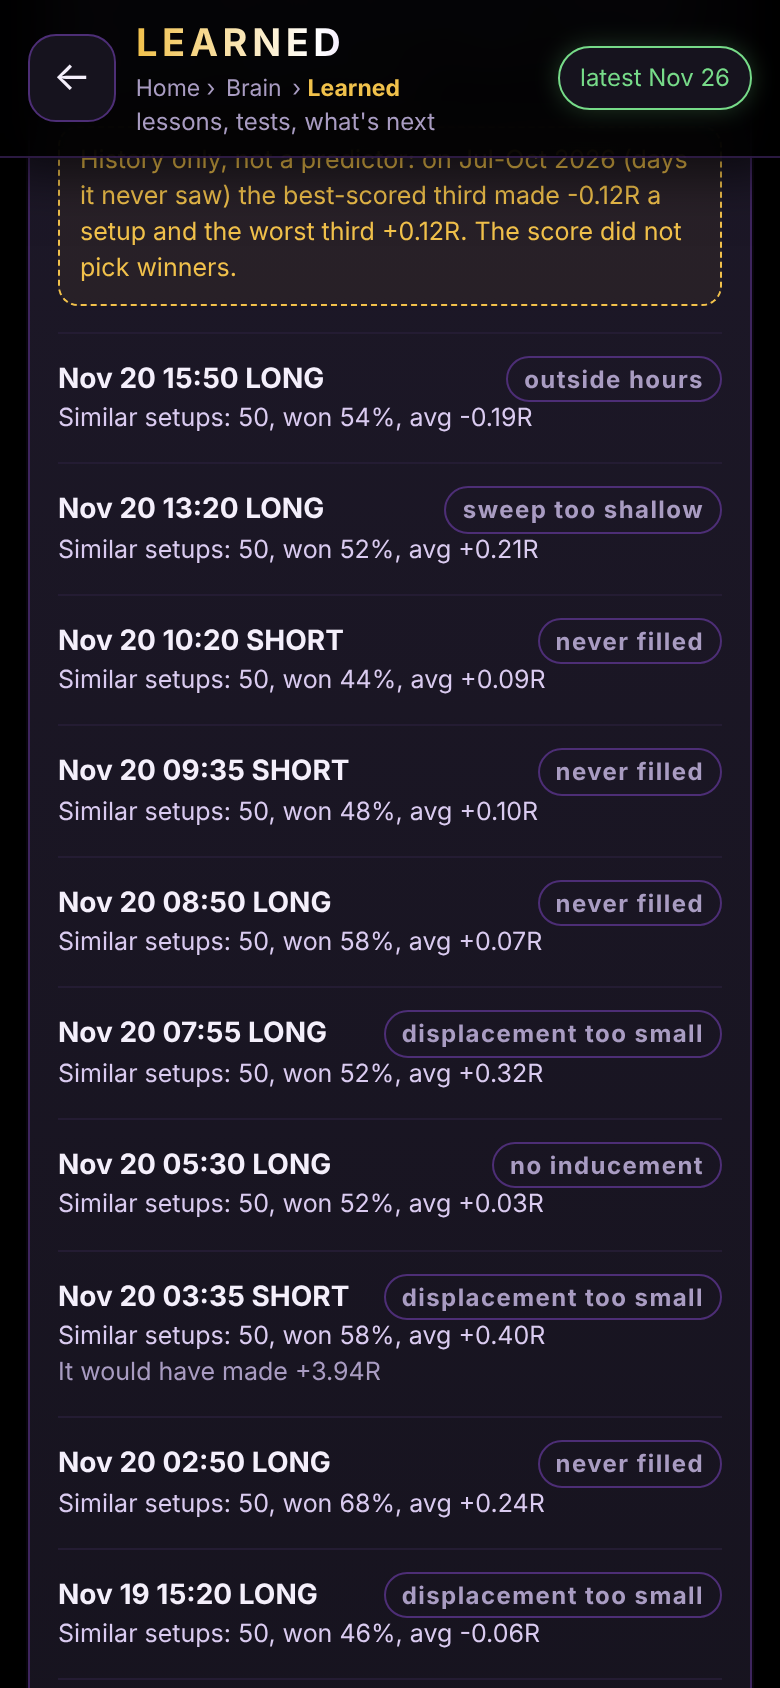 LEARNED
Home › Brain › Learned
lessons, tests, what's next
latest Nov 26
History only, not a predictor: on Jul-Oct 2026 (days
it never saw) the best-scored third made -0.12R a
setup and the worst third +0.12R. The score did not
pick winners.
Nov 20 15:50 LONG
outside hours
Similar setups: 50, won 54%, avg -0.19R
Nov 20 13:20 LONG
sweep too shallow
Similar setups: 50, won 52%, avg +0.21R
Nov 20 10:20 SHORT
never filled
Similar setups: 50, won 44%, avg +0.09R
Nov 20 09:35 SHORT
never filled
Similar setups: 50, won 48%, avg +0.10R
Nov 20 08:50 LONG
never filled
Similar setups: 50, won 58%, avg +0.07R
Nov 20 07:55 LONG
displacement too small
Similar setups: 50, won 52%, avg +0.32R
Nov 20 05:30 LONG
no inducement
Similar setups: 50, won 52%, avg +0.03R
Nov 20 03:35 SHORT
displacement too small
Similar setups: 50, won 58%, avg +0.40R
It would have made +3.94R
Nov 20 02:50 LONG
never filled
Similar setups: 50, won 68%, avg +0.24R
Nov 19 15:20 LONG
displacement too small
Similar setups: 50, won 46%, avg -0.06R